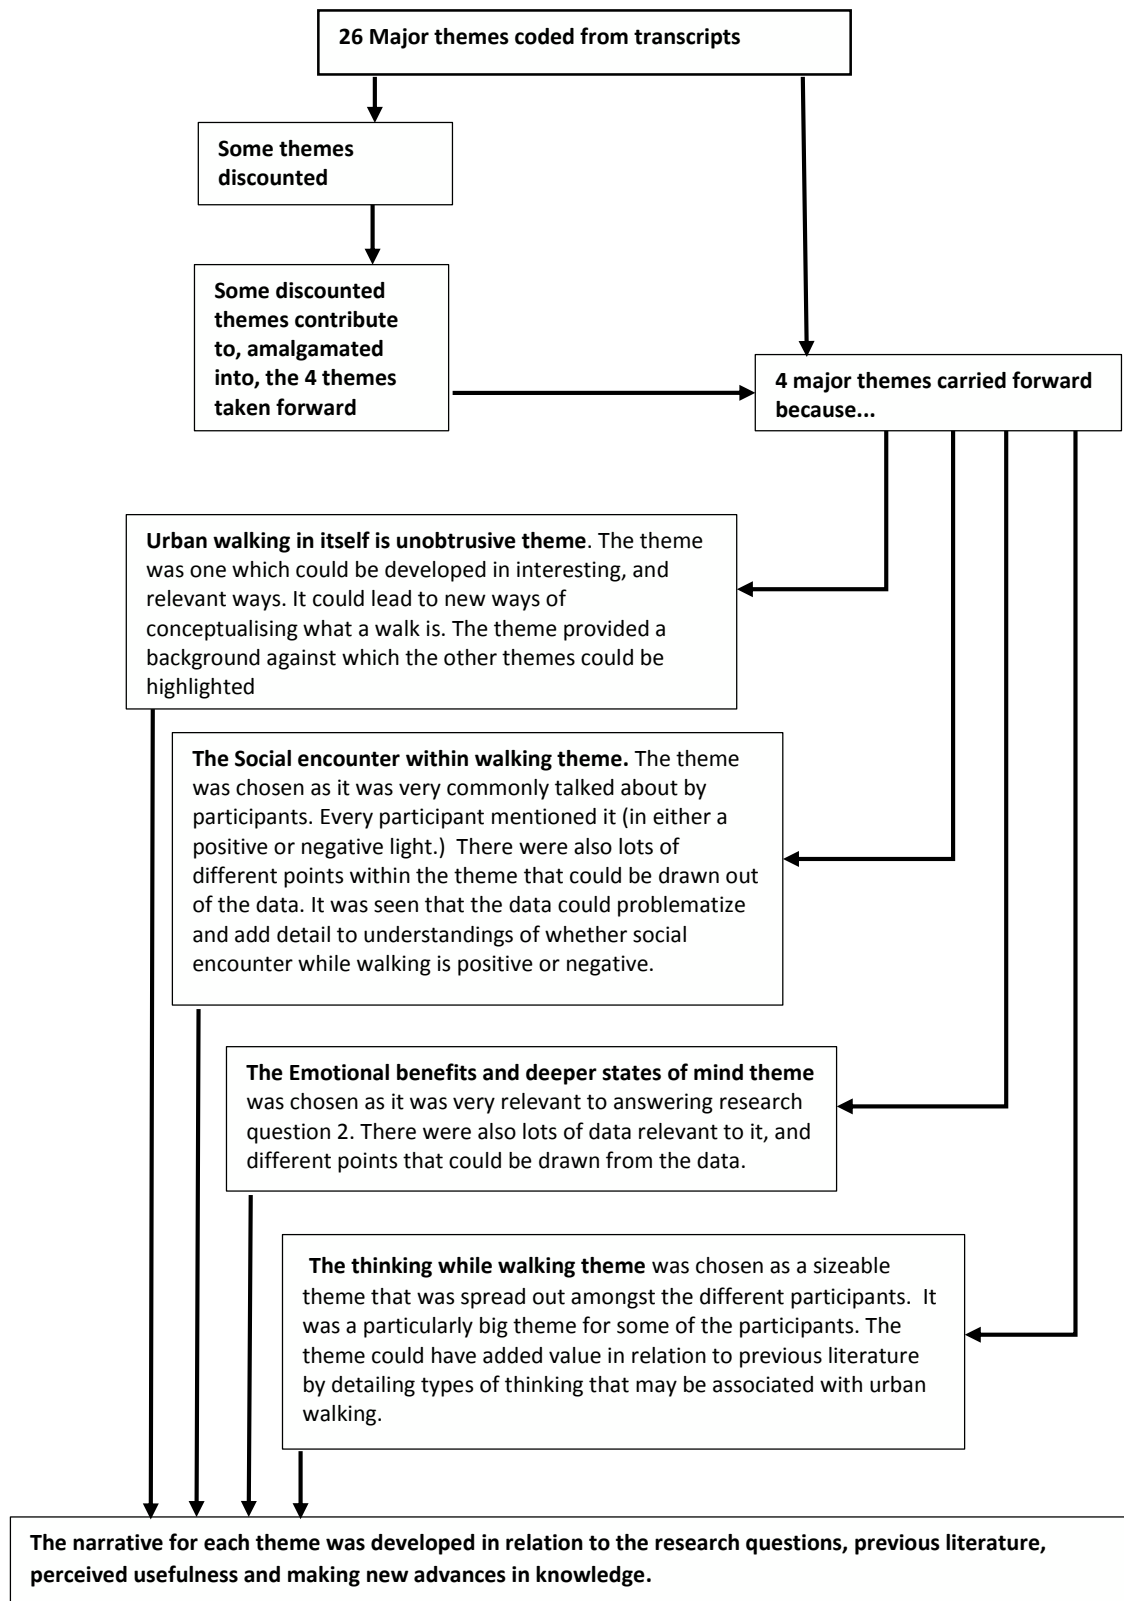 26 Major themes coded from transcripts
Some themes
discounted
Some discounted
themes contribute
to, amalgamated
into, the 4 themes
taken forward
4 major themes carried forward
because...
Urban walking in itself is unobtrusive theme. The theme
was one which could be developed in interesting, and
relevant ways. It could lead to new ways of
conceptualising what a walk is. The theme provided a
background against which the other themes could be
highlighted
The Social encounter within walking theme. The theme
was chosen as it was very commonly talked about by
participants. Every participant mentioned it (in either a
positive or negative light.)  There were also lots of
different points within the theme that could be drawn out
of the data. It was seen that the data could problematize
and add detail to understandings of whether social
encounter while walking is positive or negative.
The Emotional benefits and deeper states of mind theme
was chosen as it was very relevant to answering research
question 2. There were also lots of data relevant to it, and
different points that could be drawn from the data.
The thinking while walking theme was chosen as a sizeable
theme that was spread out amongst the different participants.  It
was a particularly big theme for some of the participants. The
theme could have added value in relation to previous literature
by detailing types of thinking that may be associated with urban
walking.
The narrative for each theme was developed in relation to the research questions, previous literature,
perceived usefulness and making new advances in knowledge.